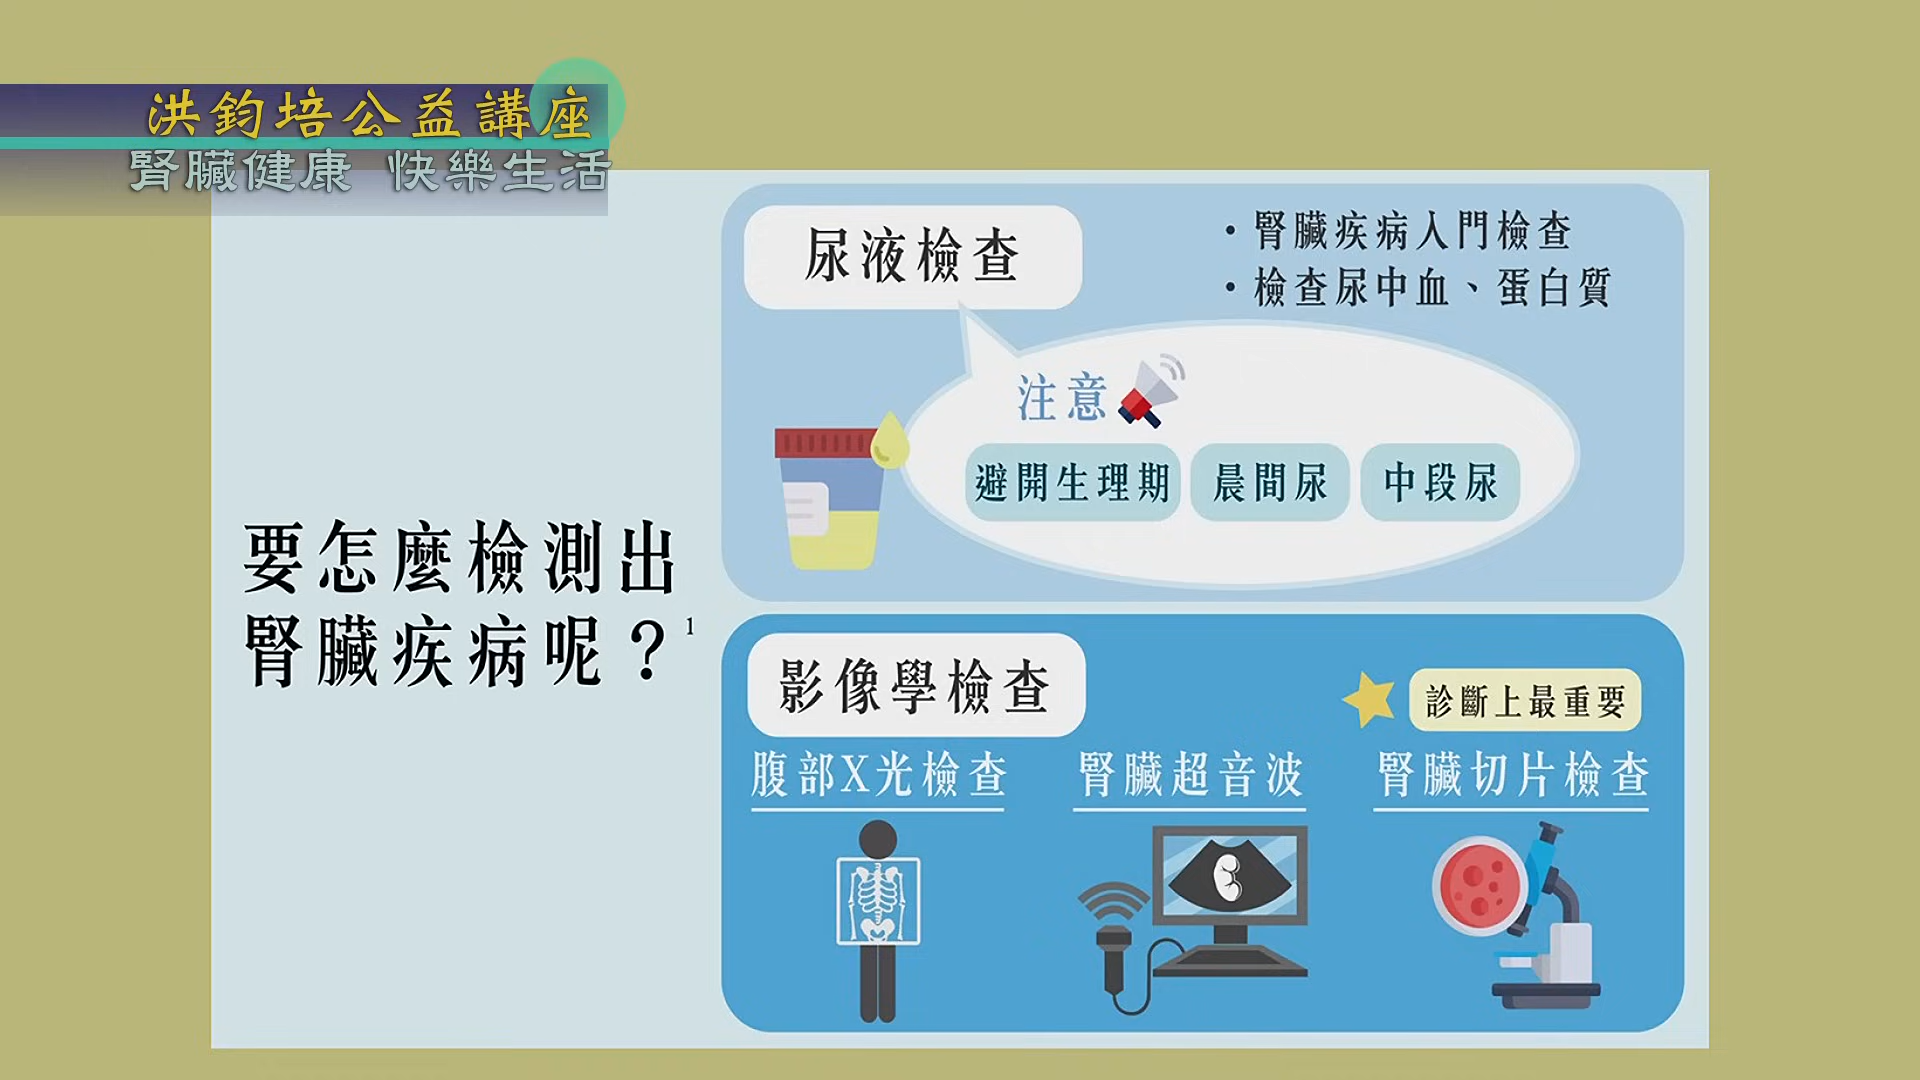 洪鈞培公益講座
腎臟健康 快樂生活
要怎麼檢測出
腎臟疾病呢？1
尿液檢查
・腎臟疾病入門檢查
・檢查尿中血、蛋白質
注意
避開生理期 晨間尿 中段尿
影像學檢查
診斷上最重要
腹部X光檢查 腎臟超音波 腎臟切片檢查